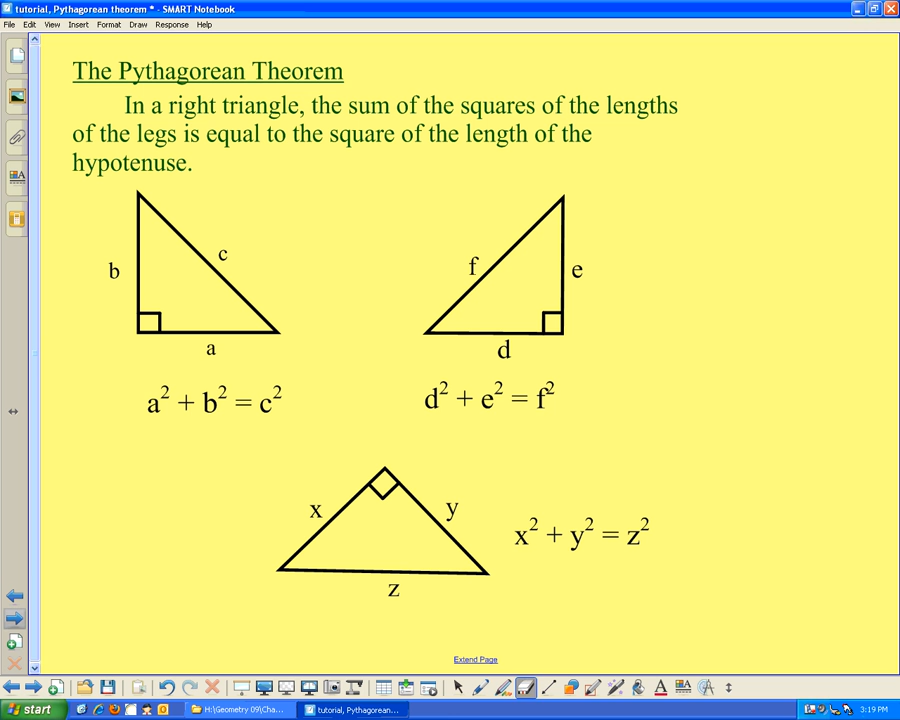 tutorial, Pythagorean theorem * - SMART Notebook
File Edit View Insert Format Draw Response Help
The Pythagorean Theorem
In a right triangle, the sum of the squares of the lengths
of the legs is equal to the square of the length of the
hypotenuse.
b
c
a
f
e
d
a² + b² = c²
d² + e² = f²
x
y
z
x² + y² = z²
Extend Page
start
H:\Geometry 09\Cha...
tutorial, Pythagorean...
3:19 PM